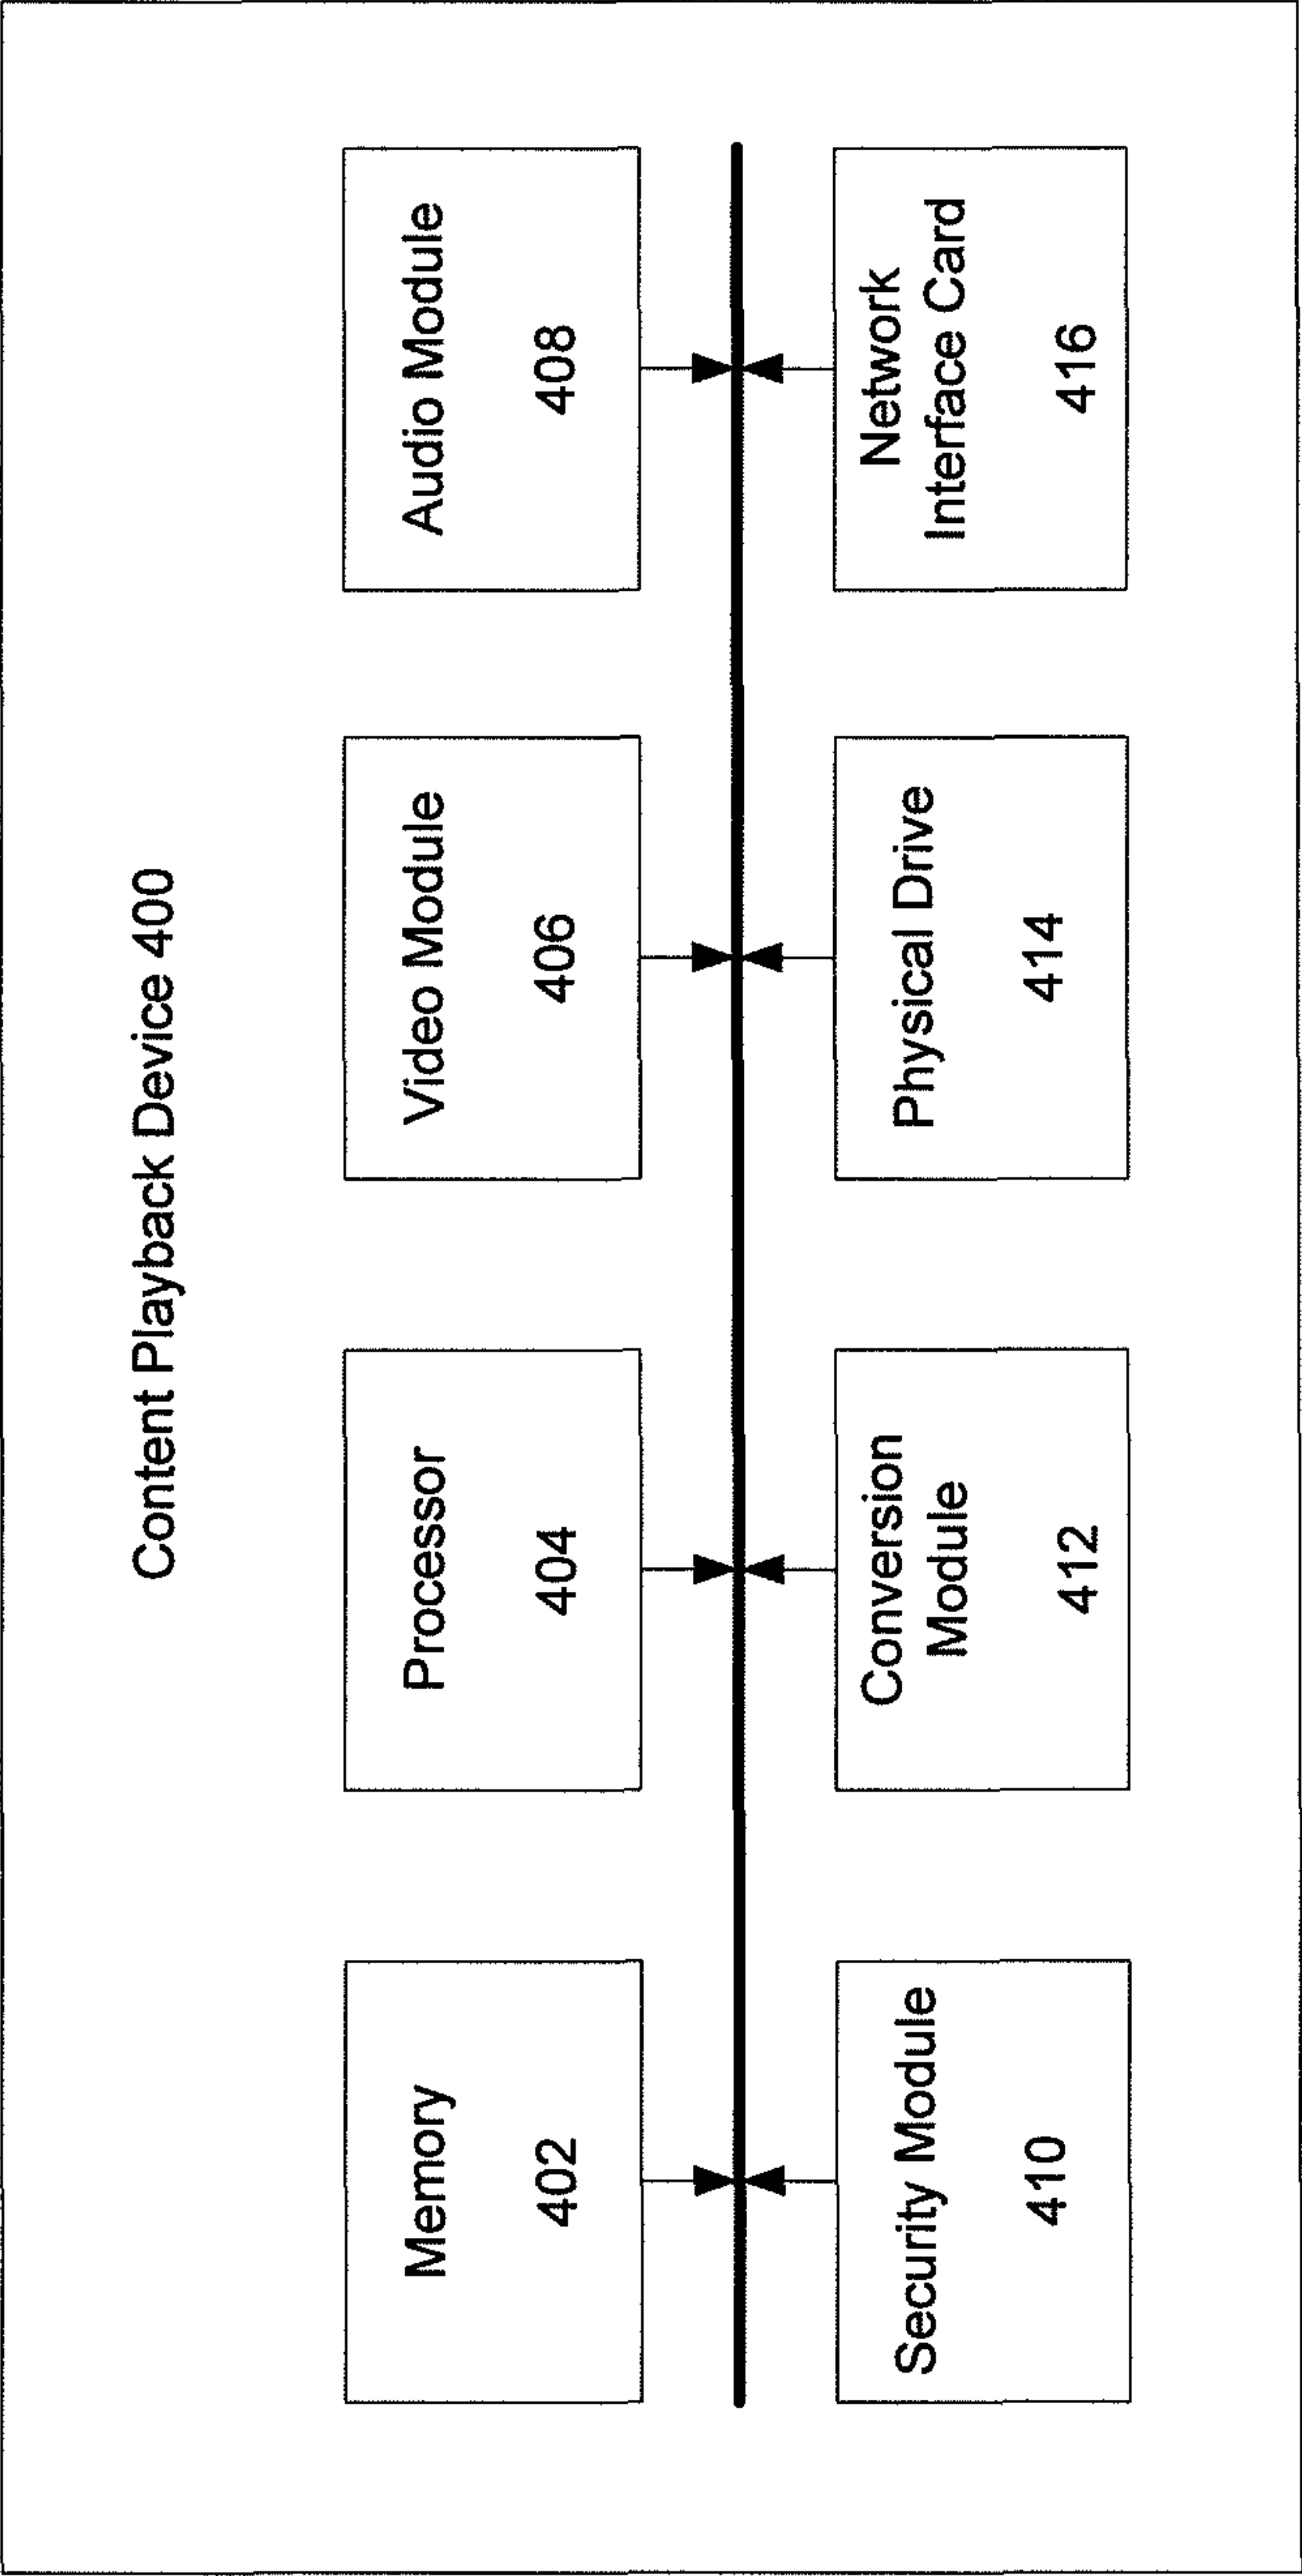 Content Playback Device 400
Memory
402
Processor
404
Video Module
406
Audio Module
408
Security Module
410
Conversion
Module
412
Physical Drive
414
Network
Interface Card
416